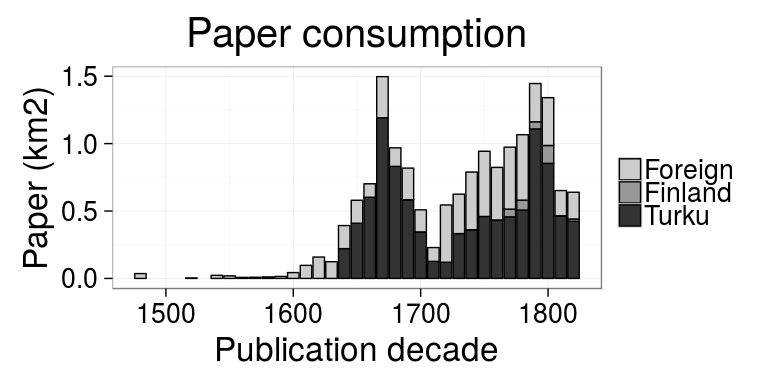 Paper consumption
Paper (km2)
1.5
1.0
0.5
0.0
1500 1600 1700 1800
Publication decade
Foreign
Finland
Turku